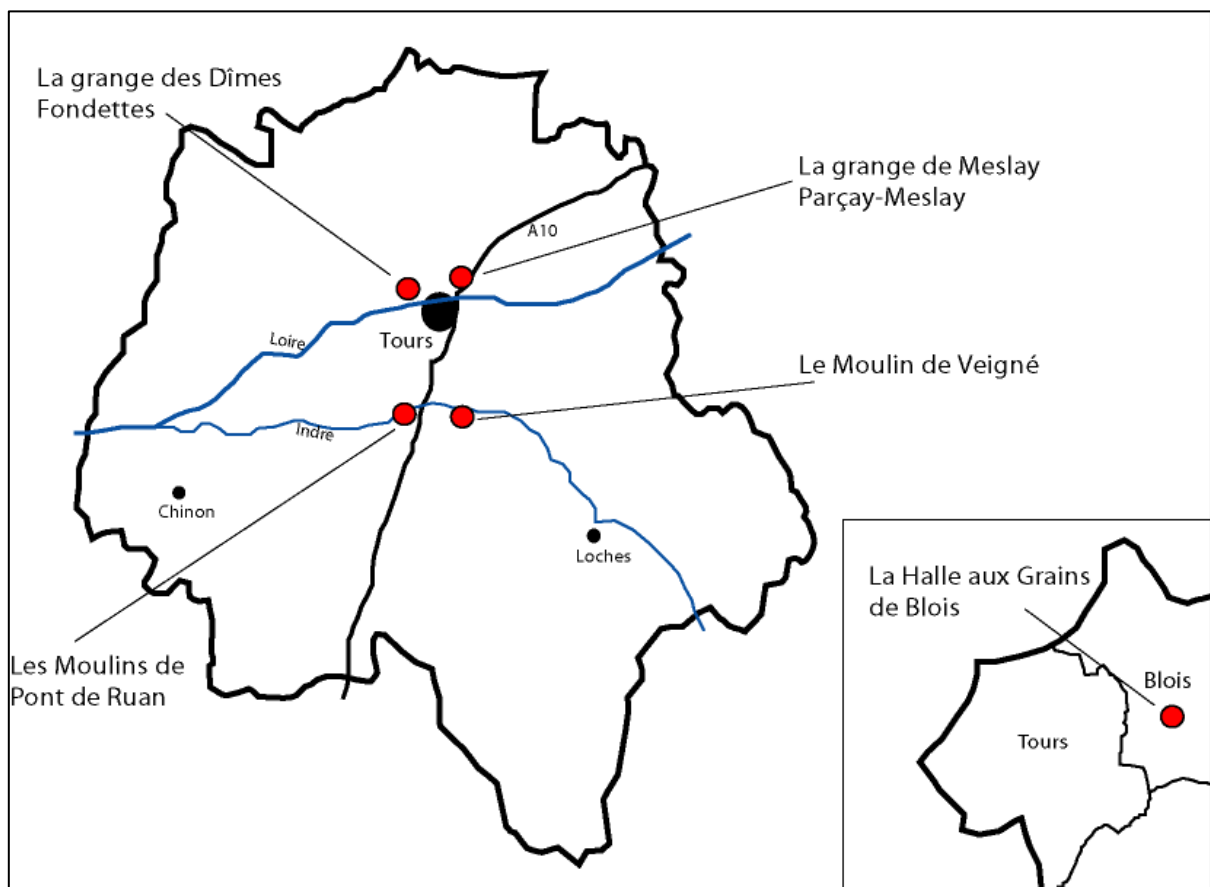 La grange des Dîmes
Fondettes
La grange de Meslay
Parçay-Meslay
A10
Loire
Tours
Le Moulin de Veigné
Indre
Chinon
Loches
La Halle aux Grains
de Blois
Les Moulins de
Pont de Ruan
Blois
Tours